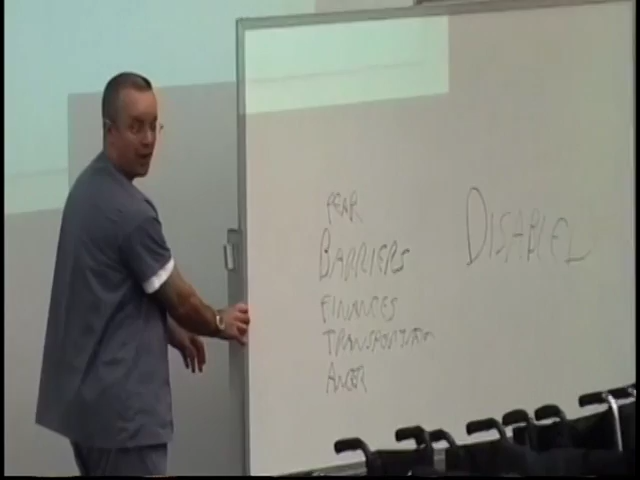 FEAR
BARRIERS
FINANCES
TRANSPORTATION
ANGER
DISABLED